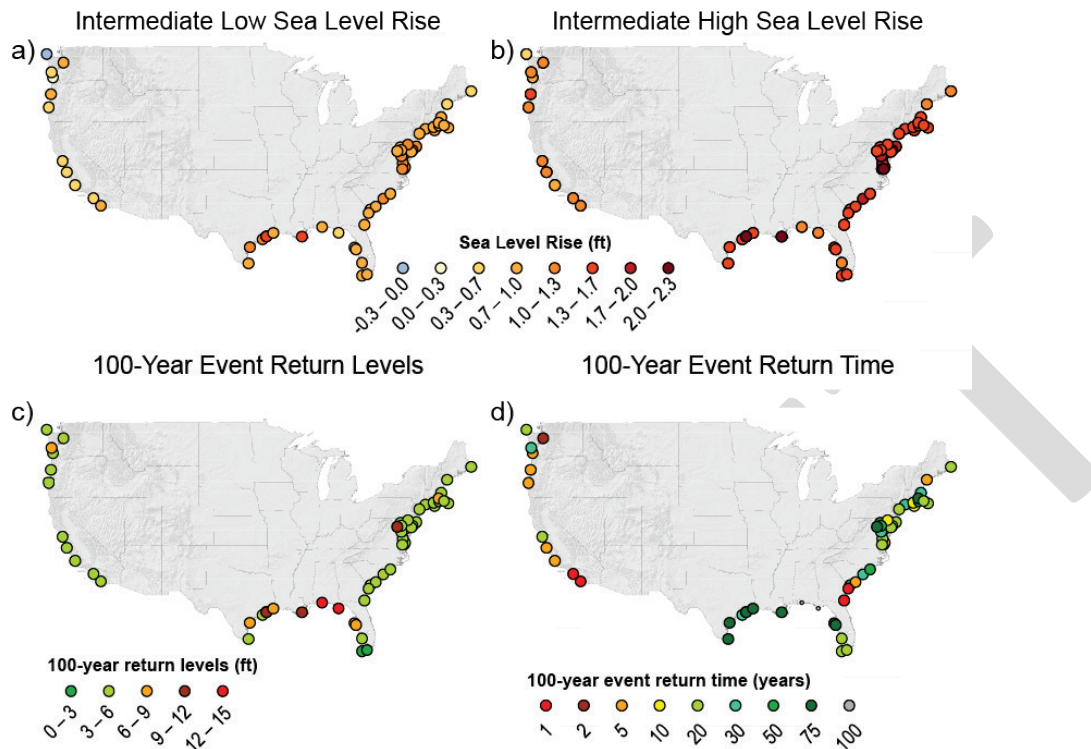 Intermediate Low Sea Level Rise
Intermediate High Sea Level Rise
a)
b)
Sea Level Rise (ft)
-0.3 – 0.0
0.0 – 0.3
0.3 – 0.7
0.7 – 1.0
1.0 – 1.3
1.3 – 1.7
1.7 – 2.0
2.0 – 2.3
100-Year Event Return Levels
100-Year Event Return Time
c)
d)
100-year return levels (ft)
0 – 3
3 – 6
6 – 9
9 – 12
12 – 15
100-year event return time (years)
1
2
5
10
20
30
50
75
100